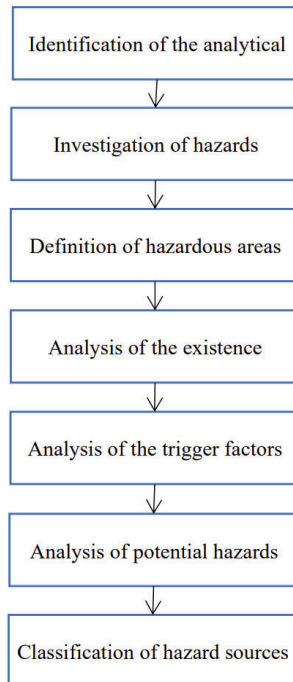 Identification of the analytical
Investigation of hazards
Definition of hazardous areas
Analysis of the existence
Analysis of the trigger factors
Analysis of potential hazards
Classification of hazard sources